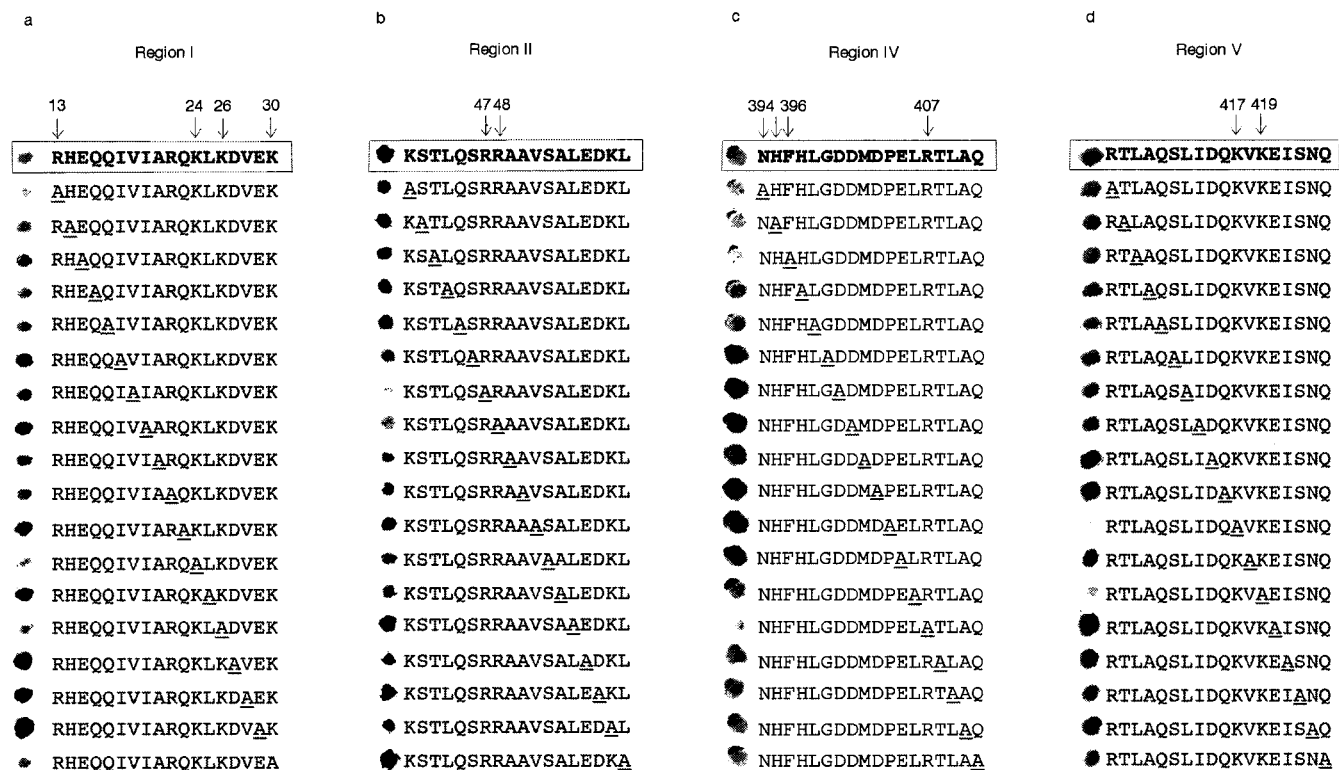 a
Region I
13 24 26 30
RHEQQIVIARQKLKDVEK
AHEQQIVIARQKLKDVEK
RAEQQIVIARQKLKDVEK
RHAQQIVIARQKLKDVEK
RHEAQIVIARQKLKDVEK
RHEQAIVIARQKLKDVEK
RHEQQAVIARQKLKDVEK
RHEQQIAIARQKLKDVEK
RHEQQIVAARQKLKDVEK
RHEQQIVIARQKLKDVEK
RHEQQIVIAAQKLKDVEK
RHEQQIVIARAKLKDVEK
RHEQQIVIARQALKDVEK
RHEQQIVIARQKAKDVEK
RHEQQIVIARQKLADVEK
RHEQQIVIARQKLKAVEK
RHEQQIVIARQKLKDAEK
RHEQQIVIARQKLKDVAK
RHEQQIVIARQKLKDVEA
b
Region II
47 48
KSTLQSRRAAVSALEDKL
ASTLQSRRAAVSALEDKL
KATLQSRRAAVSALEDKL
KSALQSRRAAVSALEDKL
KSTAQSRRAAVSALEDKL
KSTLASRRAAVSALEDKL
KSTLQARRAAVSALEDKL
KSTLQSARAAVSALEDKL
KSTLQSRAAAVSALEDKL
KSTLQSRRAAVSALEDKL
KSTLQSRRAAVSALEDKL
KSTLQSRRAAASALEDKL
KSTLQSRRAAVAALEDKL
KSTLQSRRAAVSALEDKL
KSTLQSRRAAVSAAEDKL
KSTLQSRRAAVSALADKL
KSTLQSRRAAVSALEAKL
KSTLQSRRAAVSALEDAL
KSTLQSRRAAVSALEDKA
c
Region IV
394 396 407
NHFHLGDDMDPELRTLAQ
AHFHLGDDMDPELRTLAQ
NAFHLGDDMDPELRTLAQ
NHAHLGDDMDPELRTLAQ
NHFALGDDMDPELRTLAQ
NHFHAGDDMDPELRTLAQ
NHFHLADDMDPELRTLAQ
NHFHLGADMDPELRTLAQ
NHFHLGDAMDPELRTLAQ
NHFHLGDDADPELRTLAQ
NHFHLGDDMAPELRTLAQ
NHFHLGDDMDAELRTLAQ
NHFHLGDDMDPALRTLAQ
NHFHLGDDMDPEARTLAQ
NHFHLGDDMDPELATLAQ
NHFHLGDDMDPELRALAQ
NHFHLGDDMDPELRTAAQ
NHFHLGDDMDPELRTLAQ
NHFHLGDDMDPELRTLAA
d
Region V
417 419
RTLAQSLIDQKVKEISNQ
ATLAQSLIDQKVKEISNQ
RALAQSLIDQKVKEISNQ
RTAAQSLIDQKVKEISNQ
RTLAQSLIDQKVKEISNQ
RTLAASLIDQKVKEISNQ
RTLAQALIDQKVKEISNQ
RTLAQSAIDQKVKEISNQ
RTLAQSLADQKVKEISNQ
RTLAQSLIAQKVKEISNQ
RTLAQSLIDAKVKEISNQ
RTLAQSLIDQAVKEISNQ
RTLAQSLIDQKAKEISNQ
RTLAQSLIDQKVAEISNQ
RTLAQSLIDQKVKAISNQ
RTLAQSLIDQKVKEASNQ
RTLAQSLIDQKVKEIANQ
RTLAQSLIDQKVKEISAQ
RTLAQSLIDQKVKEISNA